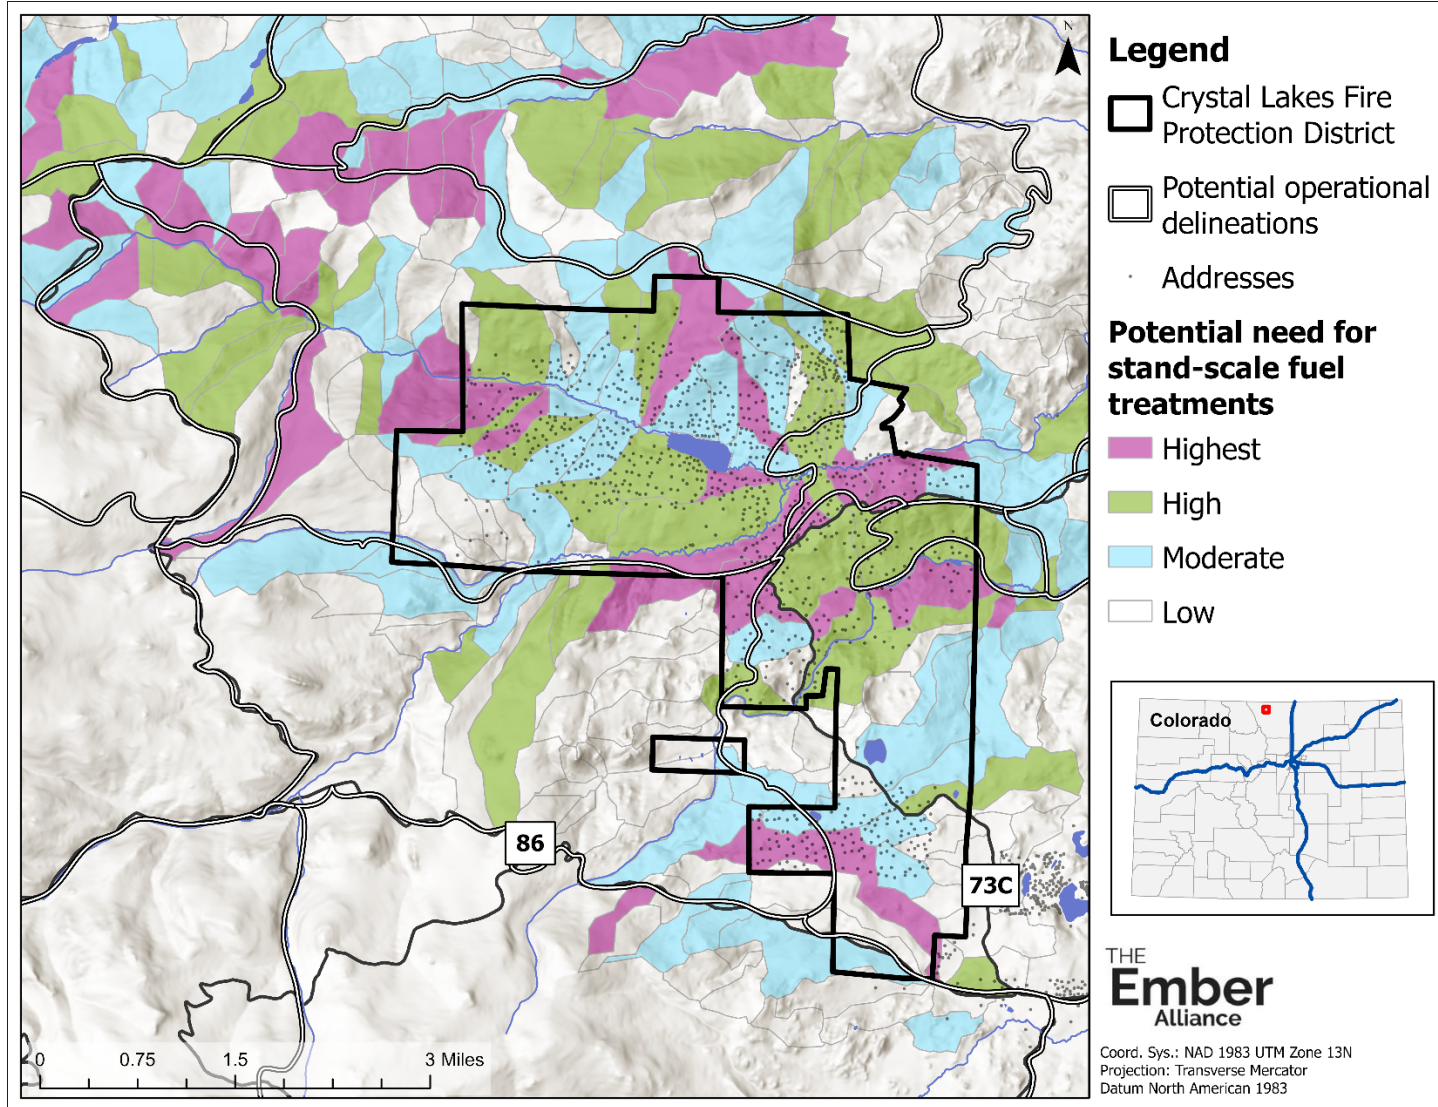 N
Legend
Crystal Lakes Fire
Protection District
Potential operational
delineations
Addresses
Potential need for
stand-scale fuel
treatments
Highest
High
Moderate
Low
Colorado
86
73C
0 0.75 1.5 3 Miles
THE
Ember
Alliance
Coord. Sys.: NAD 1983 UTM Zone 13N
Projection: Transverse Mercator
Datum North American 1983